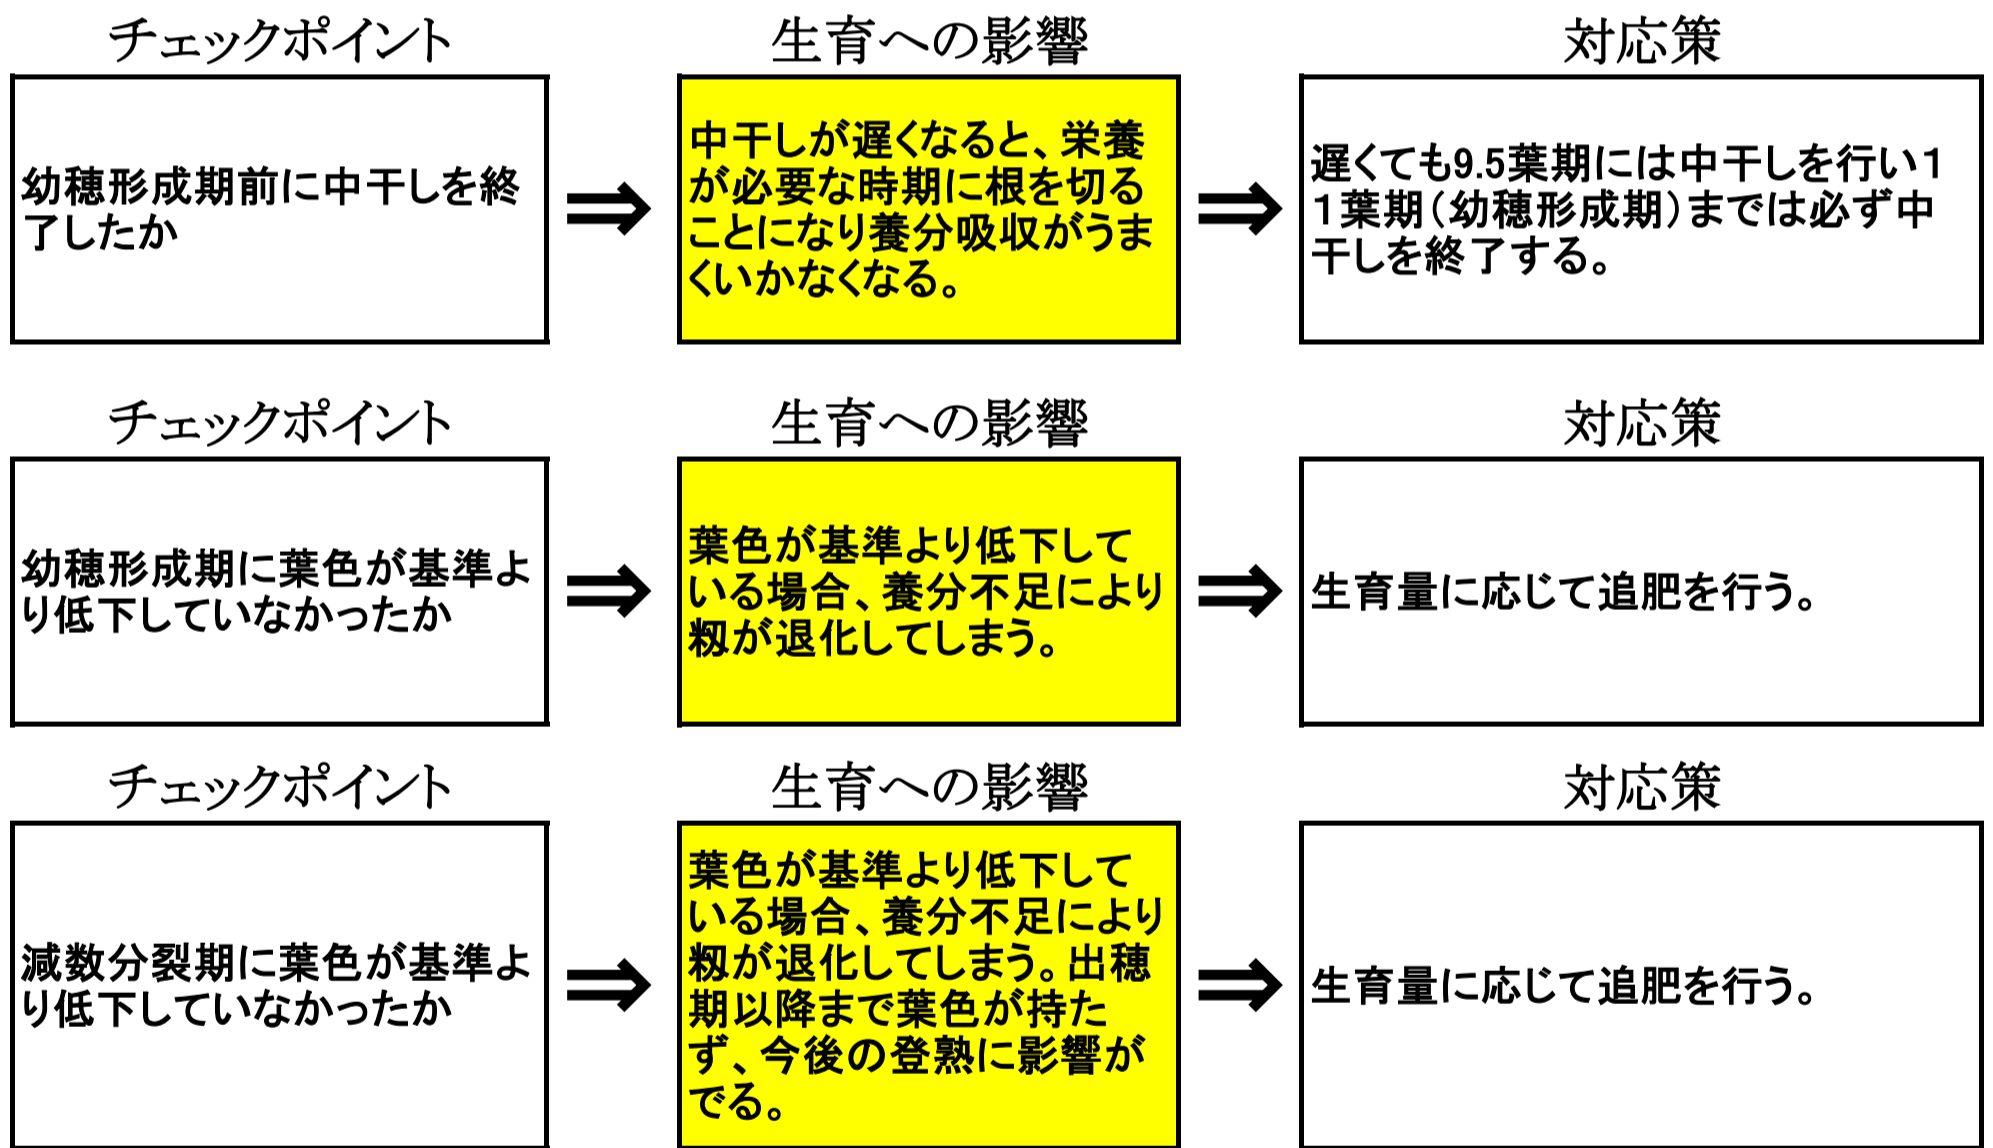 チェックポイント
生育への影響
対応策
幼穂形成期前に中干しを終
了したか
⇒
中干しが遅くなると、栄養
が必要な時期に根を切る
ことになり養分吸収がうま
くいかなくなる。
⇒
遅くても9.5葉期には中干しを行い1
1葉期(幼穂形成期)までは必ず中
干しを終了する。
チェックポイント
生育への影響
対応策
幼穂形成期に葉色が基準よ
り低下していなかったか
⇒
葉色が基準より低下して
いる場合、養分不足により
籾が退化してしまう。
⇒
生育量に応じて追肥を行う。
チェックポイント
生育への影響
対応策
減数分裂期に葉色が基準よ
り低下していなかったか
⇒
葉色が基準より低下して
いる場合、養分不足により
籾が退化してしまう。出穂
期以降まで葉色が持た
ず、今後の登熟に影響が
でる。
⇒
生育量に応じて追肥を行う。